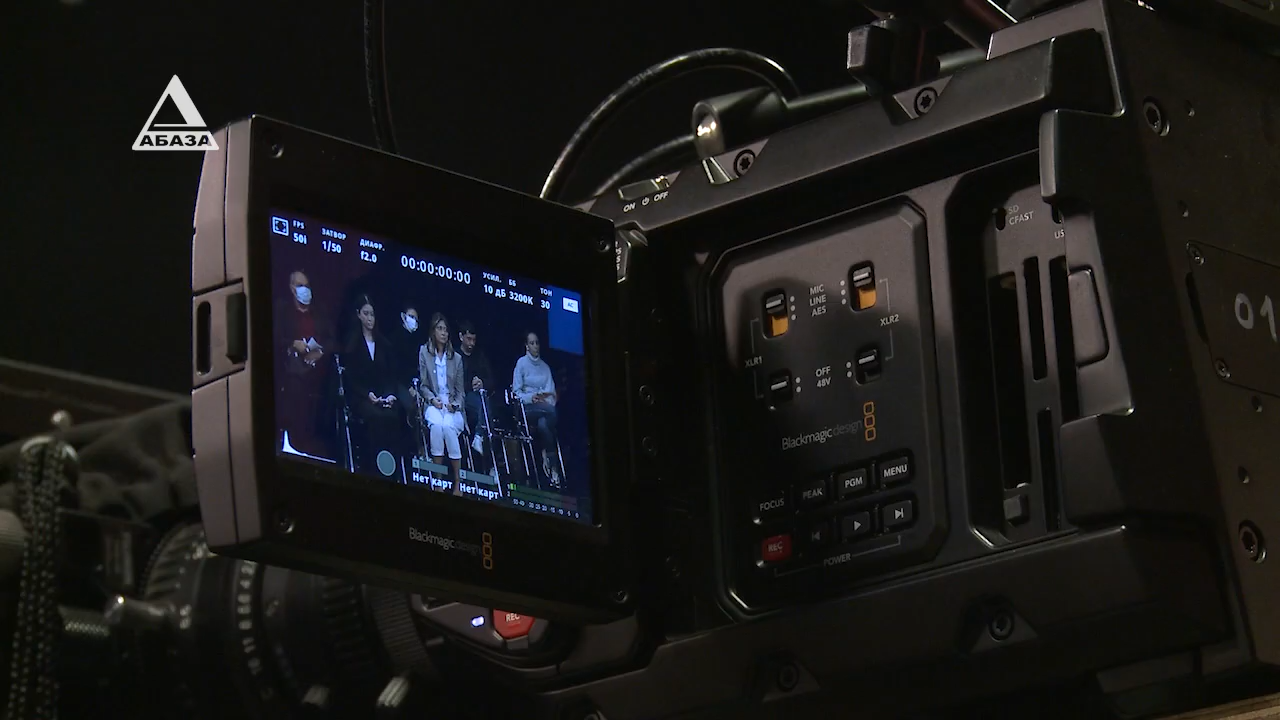 АБАЗА
FPS
50i
ЗАТВОР
1/50
ДИАФР.
f2.0
00:00:00:00
УСИЛ.
10 дБ
ББ
3200K
ТОН
30
AC
Нет карт
Нет карт
Blackmagicdesign
REC
ON OFF
MIC
LINE
AES
XLR1
XLR2
OFF
48V
Blackmagicdesign
FOCUS
PEAK
PGM
MENU
REC
POWER
SD
CFAST
01